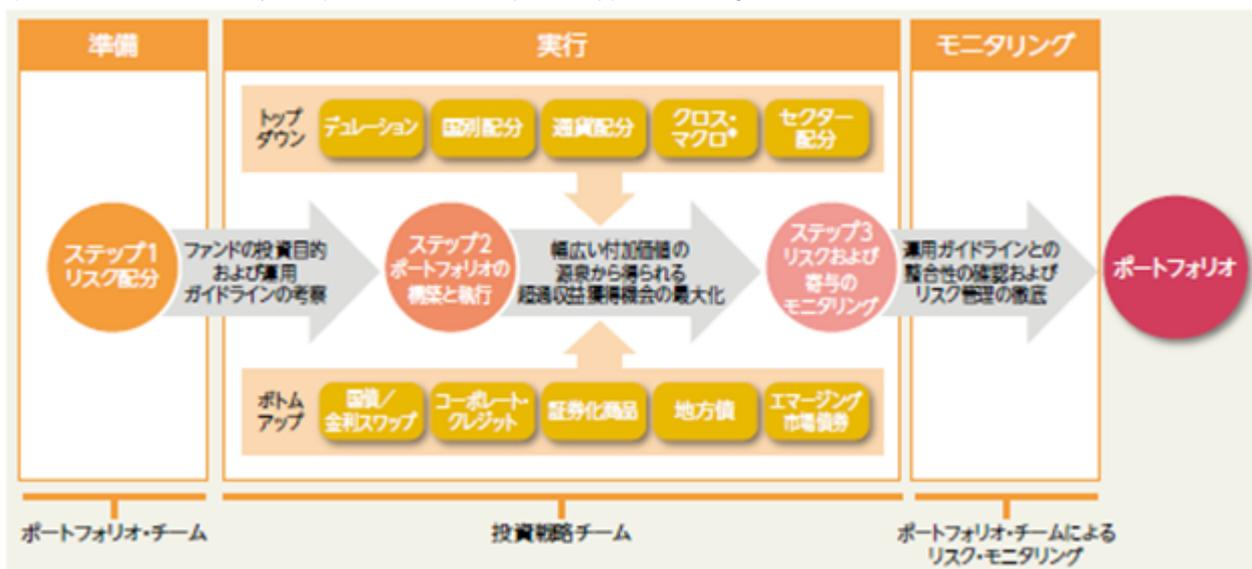 準備
実行
モニタリング
トップ
ダウン
デュレーション
国別配分
通貨配分
クロス・
マクロ*
セクター
配分
ステップ1
リスク配分
ファンドの投資目的
および運用
ガイドラインの考察
ステップ2
ポートフォリオの
構築と執行
幅広い付加価値の
源泉から得られる
超過収益獲得機会の最大化
ステップ3
リスクおよび
寄与の
モニタリング
運用ガイドラインとの
整合性の確認および
リスク管理の徹底
ポートフォリオ
ボトム
アップ
国債／
金利スワップ
コーポレート・
クレジット
証券化商品
地方債
エマージング
市場債券
ポートフォリオ・チーム
投資戦略チーム
ポートフォリオ・チームによる
リスク・モニタリング